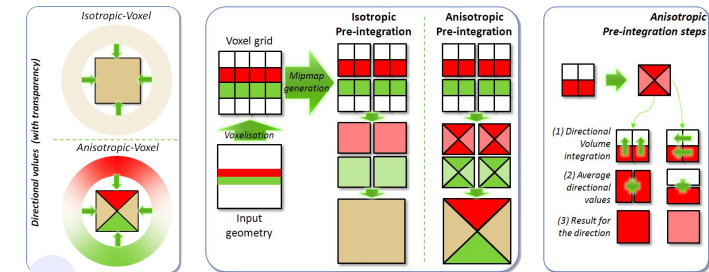 Directional values (with transparency)
Isotropic-Voxel
Anisotropic-Voxel
Voxel grid
Mipmap
generation
Voxelisation
Input
geometry
Isotropic
Pre-integration
Anisotropic
Pre-integration
Anisotropic
Pre-integration steps
(1) Directional
Volume
integration
(2) Average
directional
values
(3) Result for
the direction